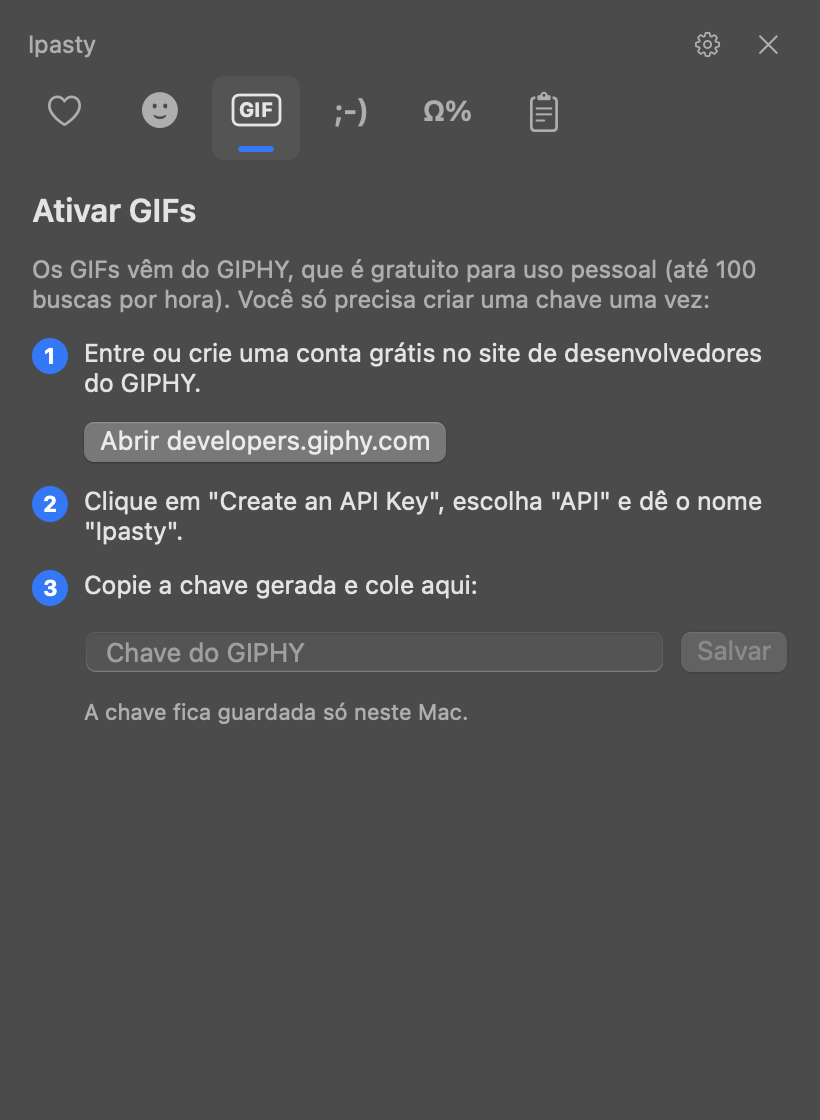 Ipasty
GIF
;-)
Ω%
Ativar GIFs
Os GIFs vêm do GIPHY, que é gratuito para uso pessoal (até 100
buscas por hora). Você só precisa criar uma chave uma vez:
1 Entre ou crie uma conta grátis no site de desenvolvedores
do GIPHY.
Abrir developers.giphy.com
2 Clique em "Create an API Key", escolha "API" e dê o nome
"Ipasty".
3 Copie a chave gerada e cole aqui:
Chave do GIPHY
Salvar
A chave fica guardada só neste Mac.